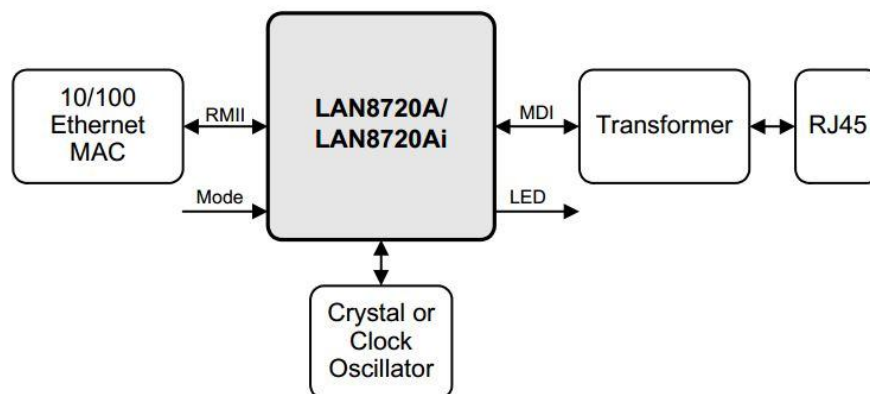 10/100
Ethernet
MAC
RMII
Mode
LAN8720A/
LAN8720Ai
MDI
LED
Transformer
RJ45
Crystal or
Clock
Oscillator